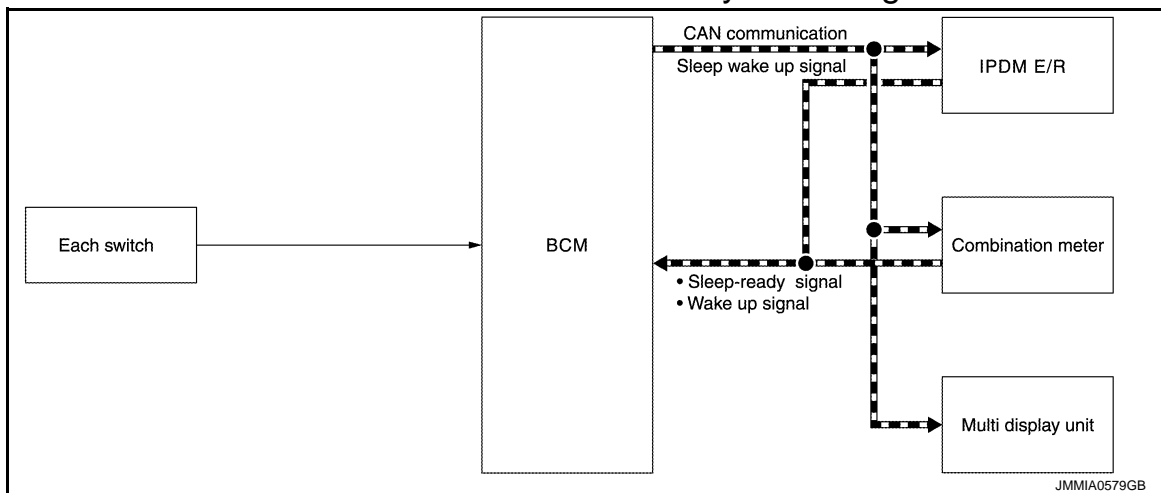 CAN communication
Sleep wake up signal
IPDM E/R
Each switch
BCM
Combination meter
• Sleep-ready signal
• Wake up signal
Multi display unit
JMMIA0579GB